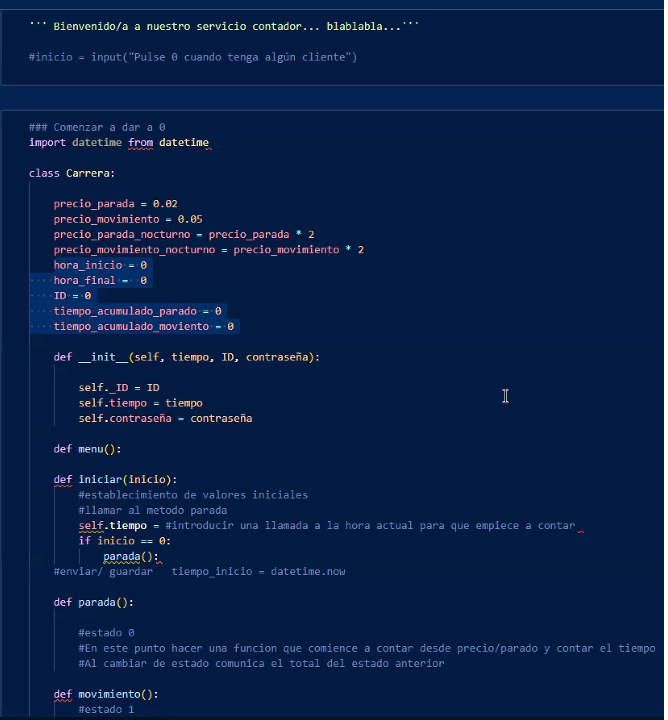 ''' Bienvenido/a a nuestro servicio contador... blablabla...'''
#inicio = input("Pulse 0 cuando tenga algún cliente")
### Comenzar a dar a 0
import datetime from datetime
class Carrera:
precio_parada = 0.02
precio_movimiento = 0.05
precio_parada_nocturno = precio_parada * 2
precio_movimiento_nocturno = precio_movimiento * 2
hora_inicio = 0
hora_final = 0
ID = 0
tiempo_acumulado_parado = 0
tiempo_acumulado_moviento = 0
def __init__(self, tiempo, ID, contraseña):
self._ID = ID
self.tiempo = tiempo
self.contraseña = contraseña
def menu():
def iniciar(inicio):
#establecimiento de valores iniciales
#llamar al metodo parada
self.tiempo = #introducir una llamada a la hora actual para que empiece a contar
if inicio == 0:
parada():
#enviar/ guardar   tiempo_inicio = datetime.now
def parada():
#estado 0
#En este punto hacer una funcion que comience a contar desde precio/parado y contar el tiempo
#Al cambiar de estado comunica el total del estado anterior
def movimiento():
#estado 1